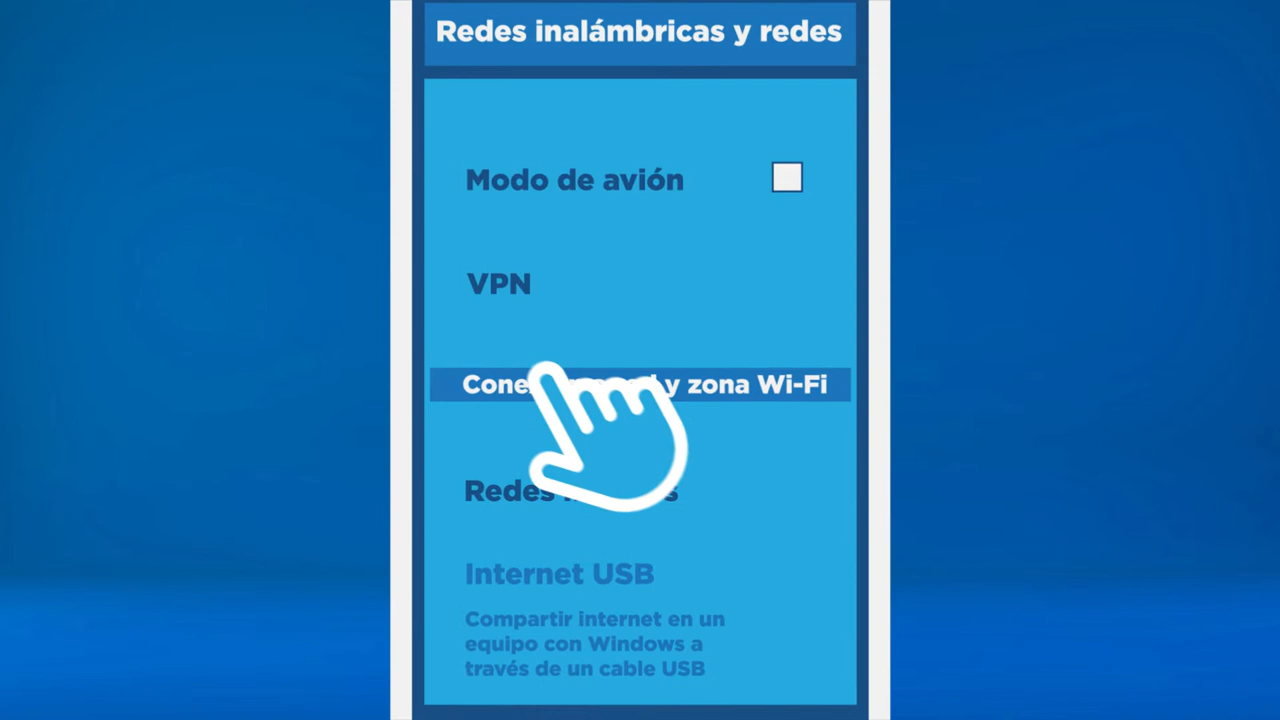 Redes inalámbricas y redes
Modo de avión
VPN
y zona Wi-Fi
Redes
Internet USB
Compartir internet en un
equipo con Windows a
través de un cable USB